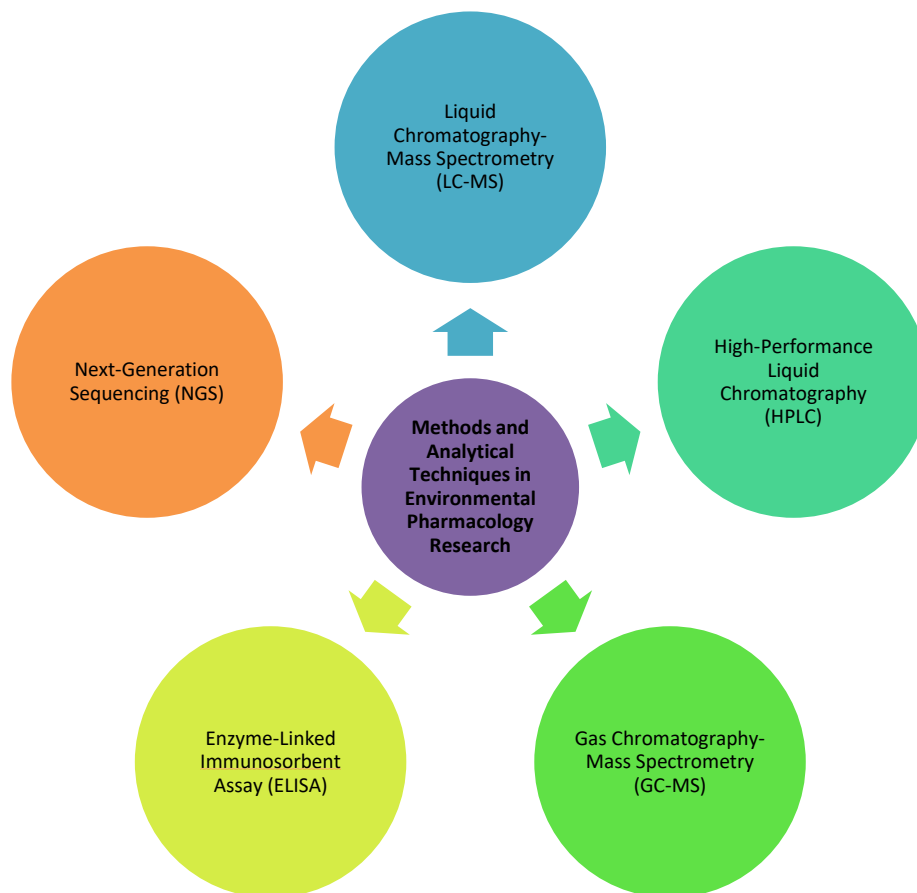 Liquid
Chromatography-
Mass Spectrometry
(LC-MS)
High-Performance
Liquid
Chromatography
(HPLC)
Next-Generation
Sequencing (NGS)
Methods and
Analytical
Techniques in
Environmental
Pharmacology
Research
Enzyme-Linked
Immunosorbent
Assay (ELISA)
Gas Chromatography-
Mass Spectrometry
(GC-MS)